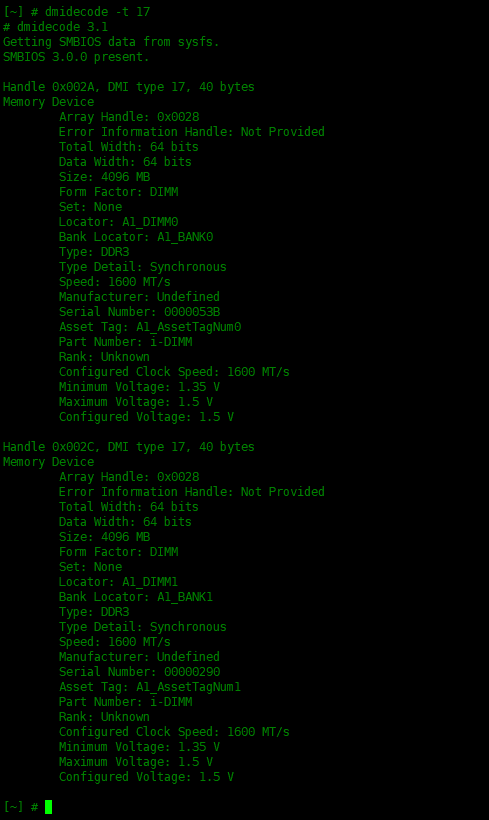 [~] # dmidecode -t 17
# dmidecode 3.1
Getting SMBIOS data from sysfs.
SMBIOS 3.0.0 present.

Handle 0x002A, DMI type 17, 40 bytes
Memory Device
        Array Handle: 0x0028
        Error Information Handle: Not Provided
        Total Width: 64 bits
        Data Width: 64 bits
        Size: 4096 MB
        Form Factor: DIMM
        Set: None
        Locator: A1_DIMM0
        Bank Locator: A1_BANK0
        Type: DDR3
        Type Detail: Synchronous
        Speed: 1600 MT/s
        Manufacturer: Undefined
        Serial Number: 0000053B
        Asset Tag: A1_AssetTagNum0
        Part Number: i-DIMM
        Rank: Unknown
        Configured Clock Speed: 1600 MT/s
        Minimum Voltage: 1.35 V
        Maximum Voltage: 1.5 V
        Configured Voltage: 1.5 V

Handle 0x002C, DMI type 17, 40 bytes
Memory Device
        Array Handle: 0x0028
        Error Information Handle: Not Provided
        Total Width: 64 bits
        Data Width: 64 bits
        Size: 4096 MB
        Form Factor: DIMM
        Set: None
        Locator: A1_DIMM1
        Bank Locator: A1_BANK1
        Type: DDR3
        Type Detail: Synchronous
        Speed: 1600 MT/s
        Manufacturer: Undefined
        Serial Number: 00000290
        Asset Tag: A1_AssetTagNum1
        Part Number: i-DIMM
        Rank: Unknown
        Configured Clock Speed: 1600 MT/s
        Minimum Voltage: 1.35 V
        Maximum Voltage: 1.5 V
        Configured Voltage: 1.5 V

[~] #